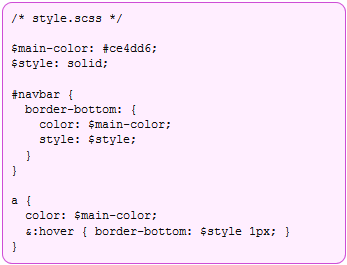 /* style.scss */
$main-color: #ce4dd6;
$style: solid;
#navbar {
  border-bottom: {
    color: $main-color;
    style: $style;
  }
}
a {
  color: $main-color;
  &:hover { border-bottom: $style 1px; }
}